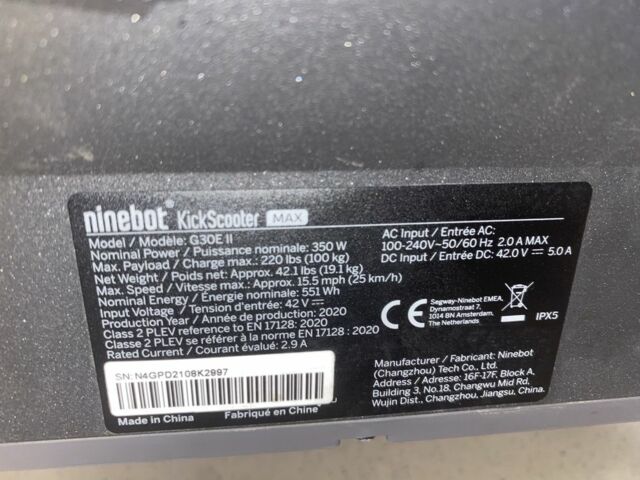 ninebot® KickScooter MAX
Model / Modèle: G30E II
Nominal Power / Puissance nominale: 350 W
Max. Payload / Charge max.: 220 lbs (100 kg)
Net Weight / Poids net: Approx. 42.1 lbs (19.1 kg)
Max. Speed / Vitesse max.: Approx. 15.5 mph (25 km/h)
Nominal Energy / Énergie nominale: 551 Wh
Input Voltage / Tension d'entrée: 42 V
Production Year / Année de production: 2020
Class 2 PLEV reference to EN 17128 : 2020
Classe 2 PLEV se référer à la norme EN 17128 : 2020
Rated Current / Courant évalué: 2.9 A
SN: N4GPD2108K2997
Made in China Fabriqué en Chine
AC Input / Entrée AC:
100-240V~50/60 Hz 2.0 A MAX
DC Input / Entrée DC: 42.0 V ⎓ 5.0 A
CE
Segway-Ninebot EMEA,
Dynamostraat 7,
1014 BN Amsterdam,
The Netherlands
IPX5
Manufacturer / Fabricant: Ninebot
(Changzhou) Tech Co., Ltd.
Address / Adresse: 16F-17F, Block A,
Building 3, No.18, Changwu Mid Rd,
Wujin Dist., Changzhou, Jiangsu, China.